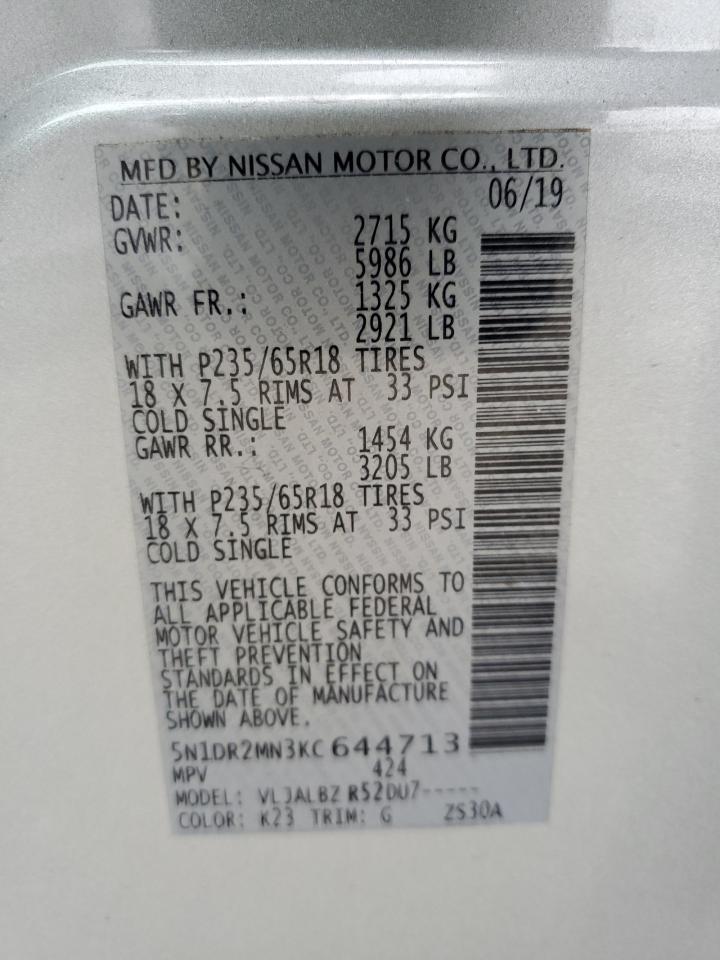 MFD BY NISSAN MOTOR CO., LTD.
DATE: 06/19
GVWR: 2715 KG
5986 LB
GAWR FR.: 1325 KG
2921 LB
WITH P235/65R18 TIRES
18 X 7.5 RIMS AT 33 PSI
COLD SINGLE
GAWR RR.: 1454 KG
3205 LB
WITH P235/65R18 TIRES
18 X 7.5 RIMS AT 33 PSI
COLD SINGLE
THIS VEHICLE CONFORMS TO
ALL APPLICABLE FEDERAL
MOTOR VEHICLE SAFETY AND
THEFT PREVENTION
STANDARDS IN EFFECT ON
THE DATE OF MANUFACTURE
SHOWN ABOVE.
5N1DR2MN3KC644713
MPV 424
MODEL: VLJALBZ R52DU7-----
COLOR: K23 TRIM: G ZS30A